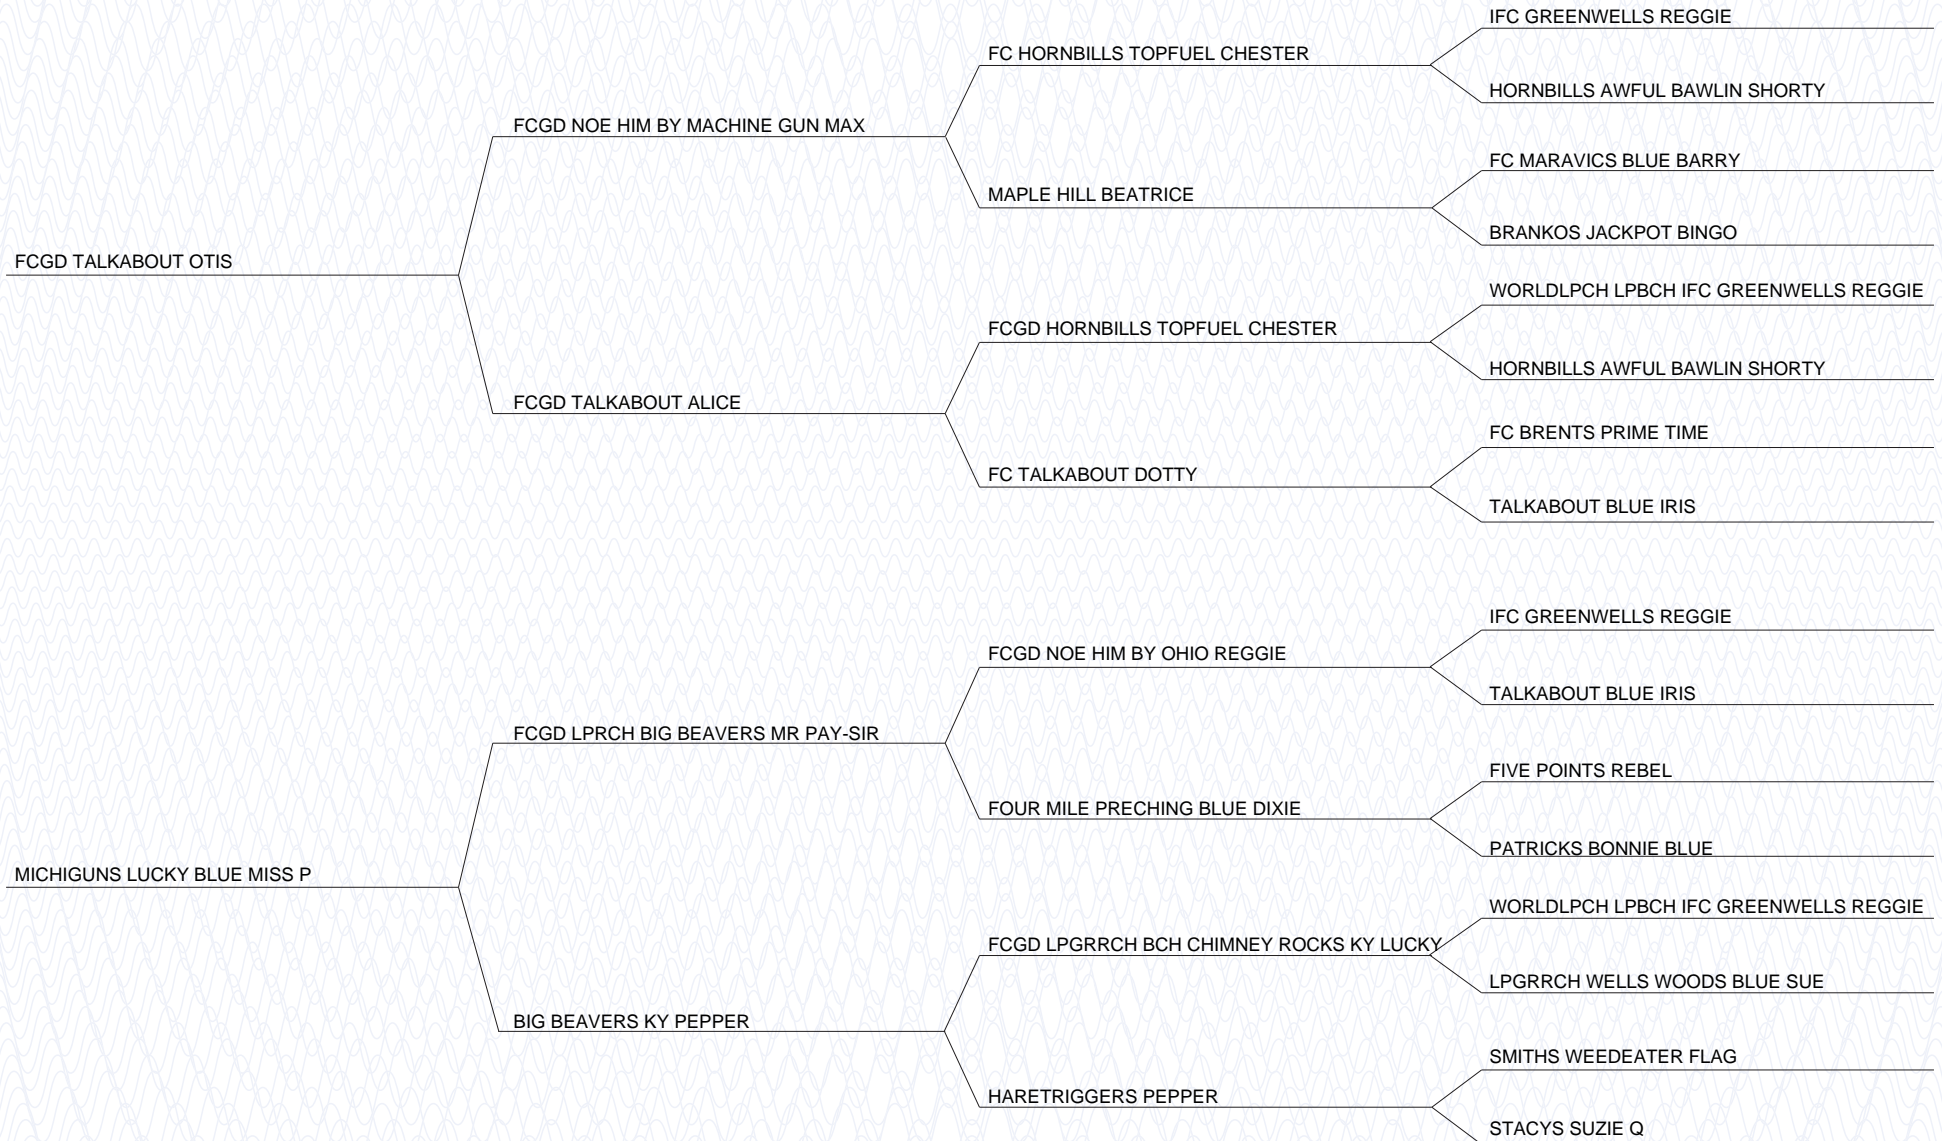 IFC GREENWELLS REGGIE
FC HORNBILLS TOPFUEL CHESTER
HORNBILLS AWFUL BAWLIN SHORTY
FCGD NOE HIM BY MACHINE GUN MAX
FC MARAVICS BLUE BARRY
MAPLE HILL BEATRICE
BRANKOS JACKPOT BINGO
FCGD TALKABOUT OTIS
WORLDLPCH LPBCH IFC GREENWELLS REGGIE
FCGD HORNBILLS TOPFUEL CHESTER
HORNBILLS AWFUL BAWLIN SHORTY
FCGD TALKABOUT ALICE
FC BRENTS PRIME TIME
FC TALKABOUT DOTTY
TALKABOUT BLUE IRIS
IFC GREENWELLS REGGIE
FCGD NOE HIM BY OHIO REGGIE
TALKABOUT BLUE IRIS
FCGD LPRCH BIG BEAVERS MR PAY-SIR
FIVE POINTS REBEL
FOUR MILE PRECHING BLUE DIXIE
PATRICKS BONNIE BLUE
MICHIGUNS LUCKY BLUE MISS P
WORLDLPCH LPBCH IFC GREENWELLS REGGIE
FCGD LPGRRCH BCH CHIMNEY ROCKS KY LUCKY
LPGRRCH WELLS WOODS BLUE SUE
BIG BEAVERS KY PEPPER
SMITHS WEEDEATER FLAG
HARETRIGGERS PEPPER
STACYS SUZIE Q